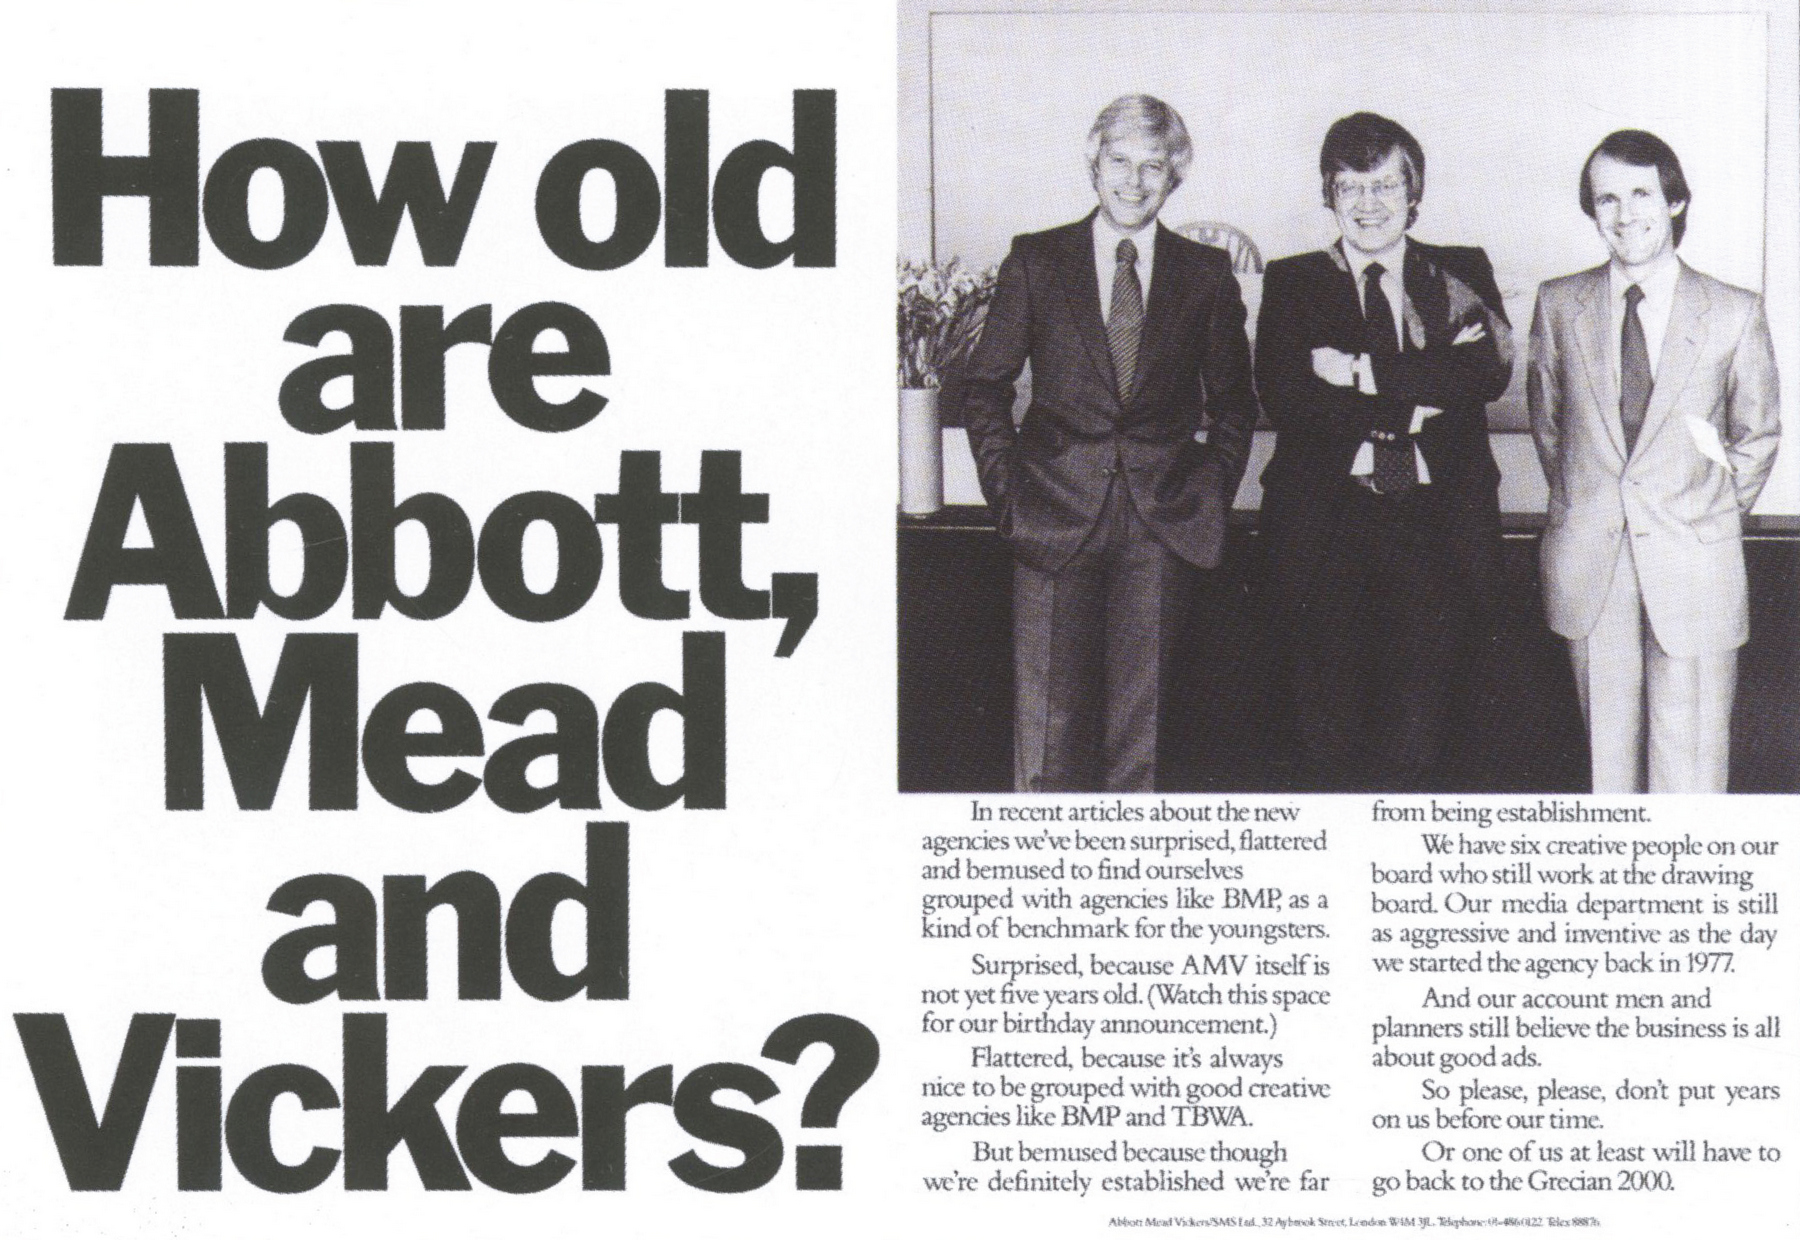 How old
are
Abbott,
Mead
and
Vickers?
In recent articles about the new
agencies we've been surprised, flattered
and bemused to find ourselves
grouped with agencies like BMP, as a
kind of benchmark for the youngsters.
Surprised, because AMV itself is
not yet five years old. (Watch this space
for our birthday announcement.)
Flattered, because it's always
nice to be grouped with good creative
agencies like BMP and TBWA.
But bemused because though
we're definitely established we're far
from being establishment.
We have six creative people on our
board who still work at the drawing
board. Our media department is still
as aggressive and inventive as the day
we started the agency back in 1977.
And our account men and
planners still believe the business is all
about good ads.
So please, please, don't put years
on us before our time.
Or one of us at least will have to
go back to the Grecian 2000.
Abbott Mead Vickers/SMS Ltd., 32 Aybrook Street, London W1M 3JL. Telephone: 01-486 0122. Telex